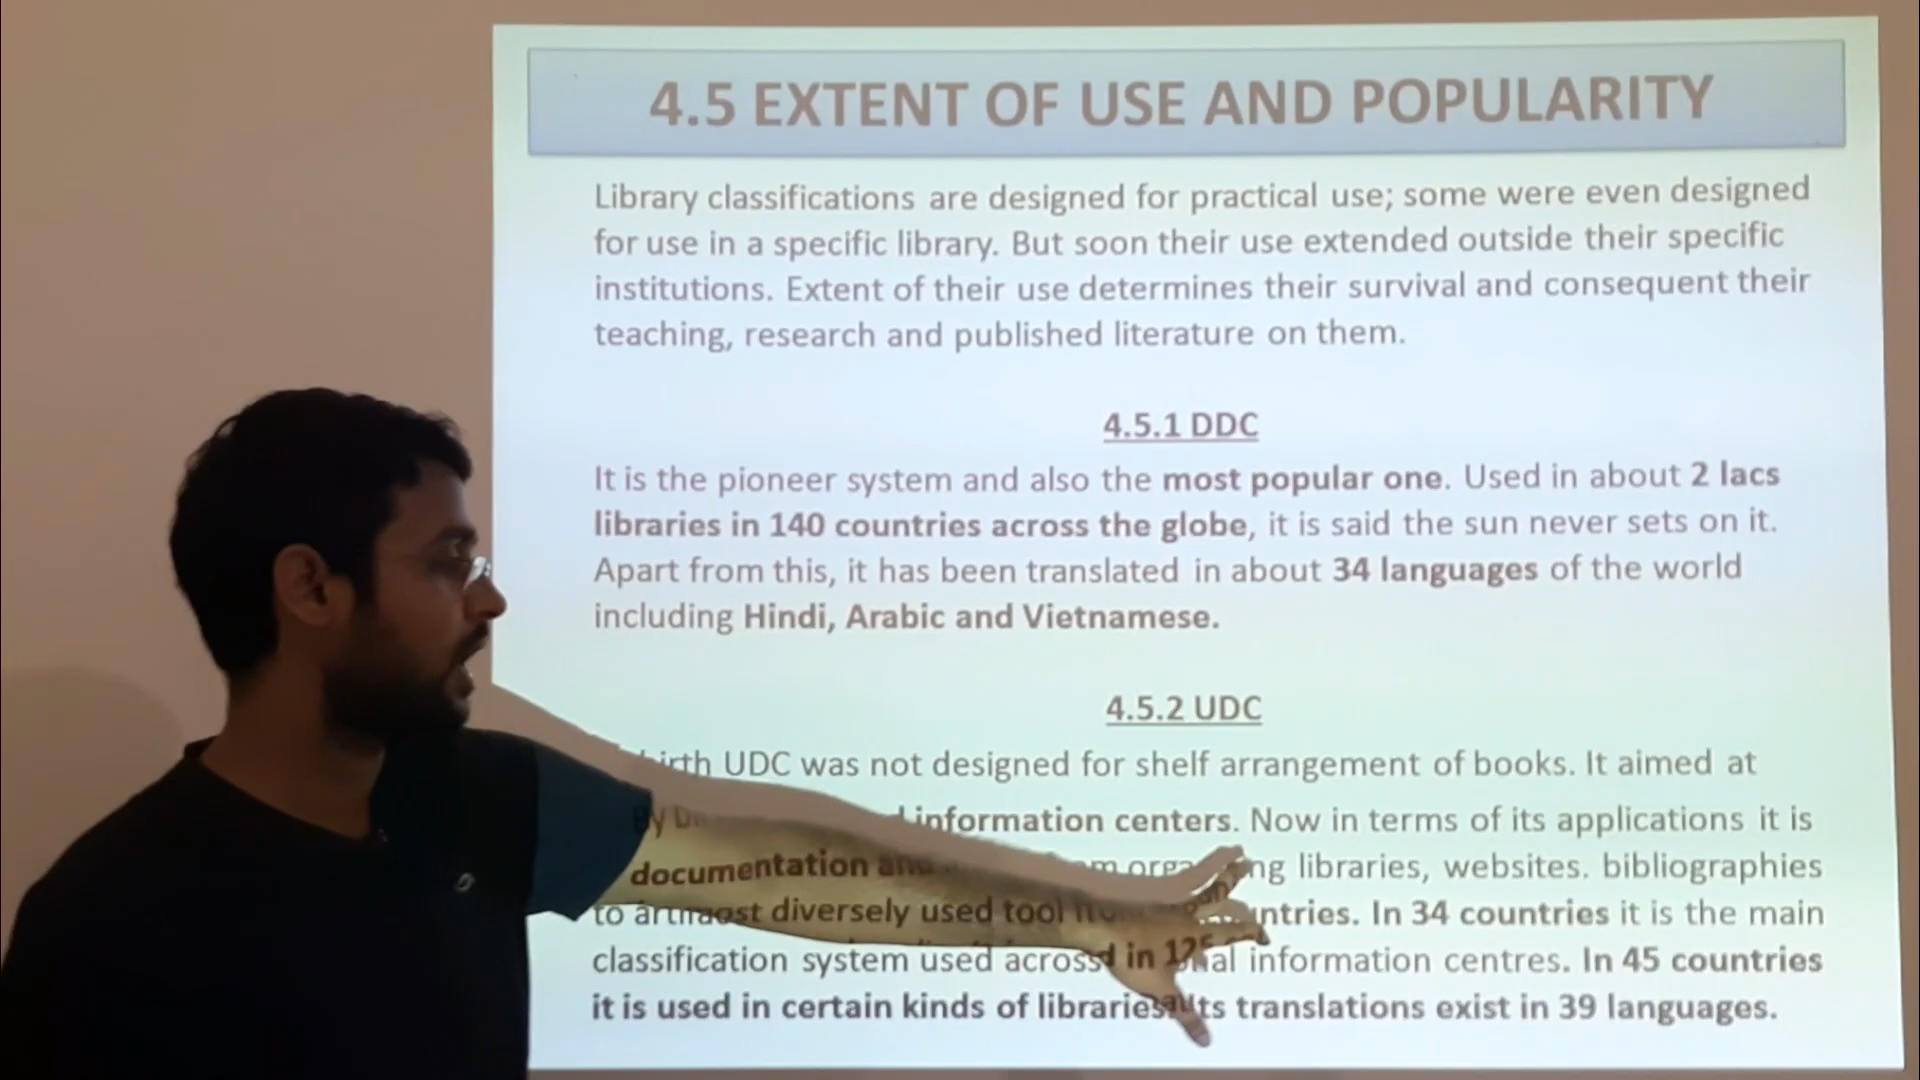 4.5 EXTENT OF USE AND POPULARITY
Library classifications are designed for practical use; some were even designed
for use in a specific library. But soon their use extended outside their specific
institutions. Extent of their use determines their survival and consequent their
teaching, research and published literature on them.
4.5.1 DDC
It is the pioneer system and also the most popular one. Used in about 2 lacs
libraries in 140 countries across the globe, it is said the sun never sets on it.
Apart from this, it has been translated in about 34 languages of the world
including Hindi, Arabic and Vietnamese.
4.5.2 UDC
UDC was not designed for shelf arrangement of books. It aimed at
information centers. Now in terms of its applications it is
documentation libraries, websites. bibliographies
to diversely used tool In 34 countries it is the main
classification system used across in information centres. In 45 countries
it is used in certain kinds of translations exist in 39 languages.